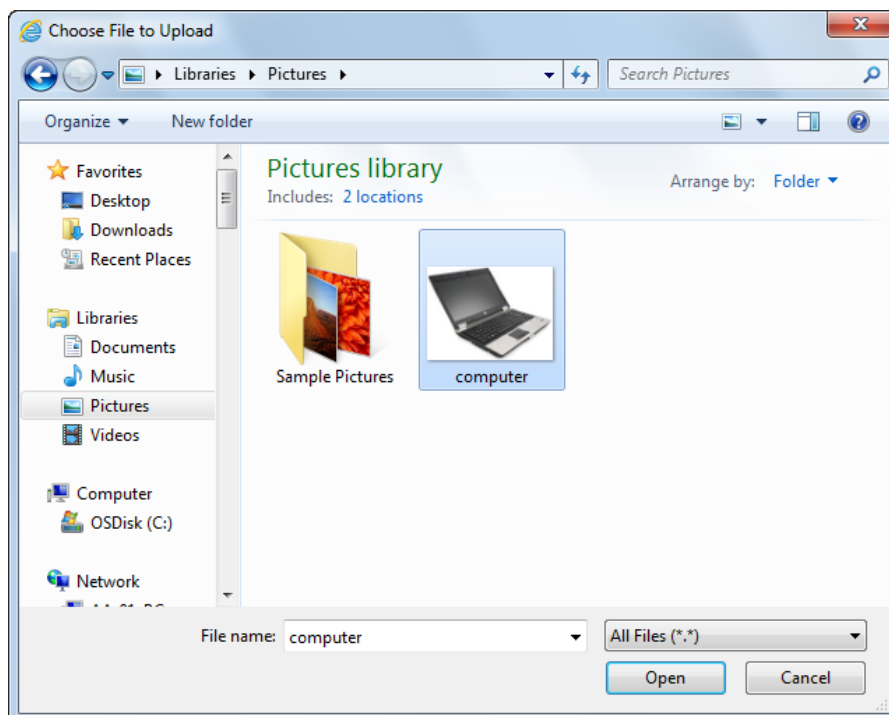 Choose File to Upload
Libraries Pictures
Search Pictures
Organize New folder
Favorites
Desktop
Downloads
Recent Places
Libraries
Documents
Music
Pictures
Videos
Computer
OSDisk (C:)
Network
Pictures library
Includes: 2 locations
Arrange by: Folder
Sample Pictures
computer
File name: computer
All Files (*.*)
Open Cancel